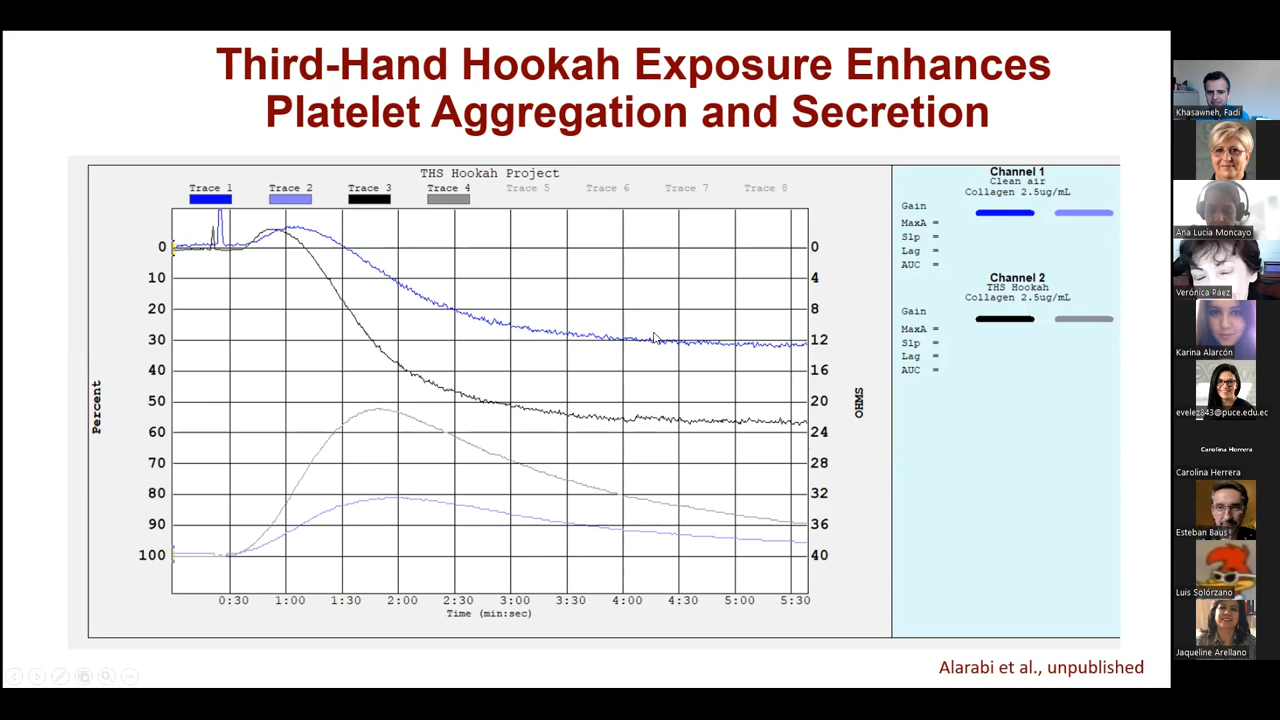 Third-Hand Hookah Exposure Enhances
Platelet Aggregation and Secretion
THS Hookah Project
Trace 1 Trace 2 Trace 3 Trace 4 Trace 5 Trace 6 Trace 7 Trace 8
0 0
10 4
20 8
30 12
40 16
50 20
60 24
70 28
80 32
90 36
100 40
Percent
OHMS
0:30 1:00 1:30 2:00 2:30 3:00 3:30 4:00 4:30 5:00 5:30
Time (min:sec)
Channel 1
Clean air
Collagen 2.5ug/mL
Gain
MaxA =
Slp =
Lag =
AUC =
Channel 2
THS Hookah
Collagen 2.5ug/mL
Gain
MaxA =
Slp =
Lag =
AUC =
Alarabi et al., unpublished
Khasawneh, Fadi
Ana Lucia Moncayo
Verónica Páez
Karina Alarcón
evelez843@puce.edu.ec
Carolina Herrera
Carolina Herrera
Esteban Baus
Luis Solórzano
Jaqueline Arellano